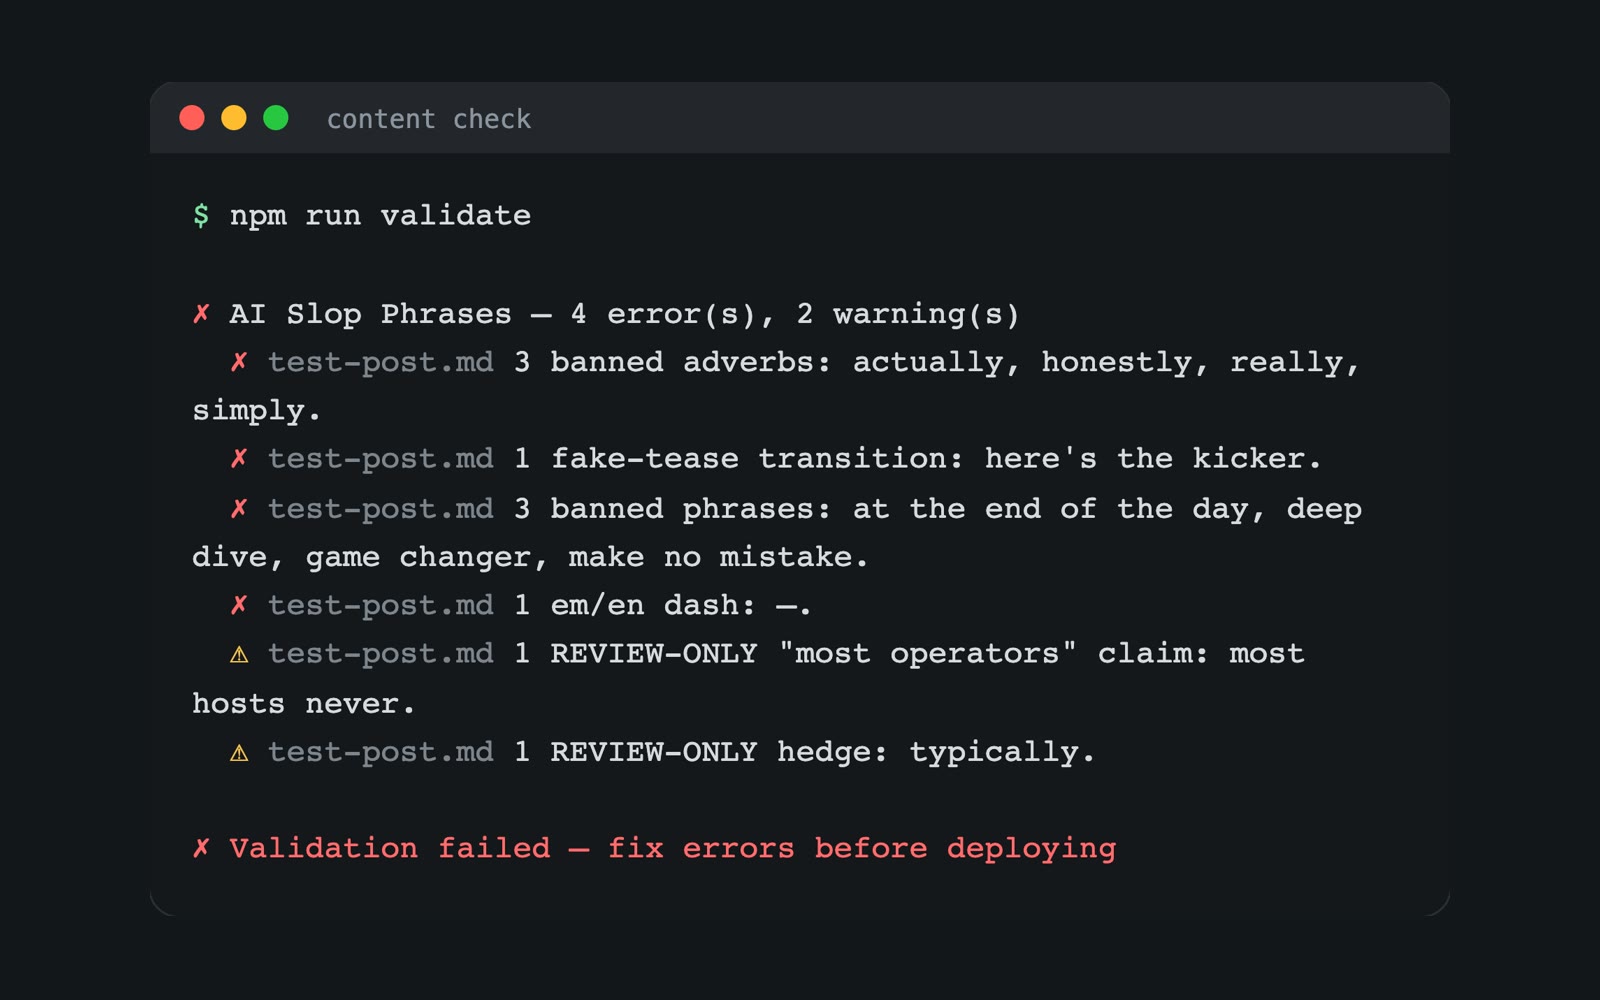 content check
$ npm run validate
✗ AI Slop Phrases — 4 error(s), 2 warning(s)
✗ test-post.md 3 banned adverbs: actually, honestly, really,
simply.
✗ test-post.md 1 fake-tease transition: here's the kicker.
✗ test-post.md 3 banned phrases: at the end of the day, deep
dive, game changer, make no mistake.
✗ test-post.md 1 em/en dash: —.
⚠ test-post.md 1 REVIEW-ONLY "most operators" claim: most
hosts never.
⚠ test-post.md 1 REVIEW-ONLY hedge: typically.
✗ Validation failed — fix errors before deploying